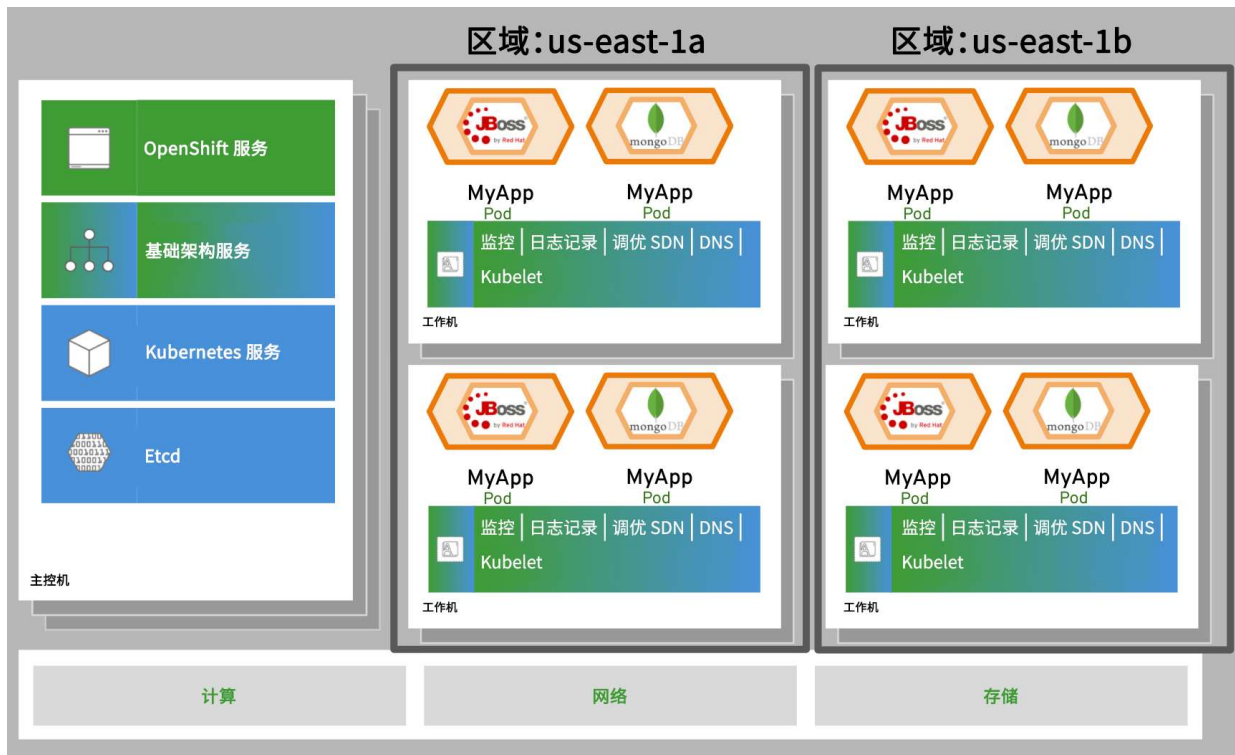 区域:us-east-1a
区域:us-east-1b
OpenShift 服务
基础架构服务
Kubernetes 服务
Etcd
主控机
JBoss
by Red Hat
mongoDB
MyApp
Pod
MyApp
Pod
监控 | 日志记录 | 调优 SDN | DNS |
Kubelet
工作机
JBoss
by Red Hat
mongoDB
MyApp
Pod
MyApp
Pod
监控 | 日志记录 | 调优 SDN | DNS |
Kubelet
工作机
JBoss
by Red Hat
mongoDB
MyApp
Pod
MyApp
Pod
监控 | 日志记录 | 调优 SDN | DNS |
Kubelet
工作机
JBoss
by Red Hat
mongoDB
MyApp
Pod
MyApp
Pod
监控 | 日志记录 | 调优 SDN | DNS |
Kubelet
工作机
计算
网络
存储